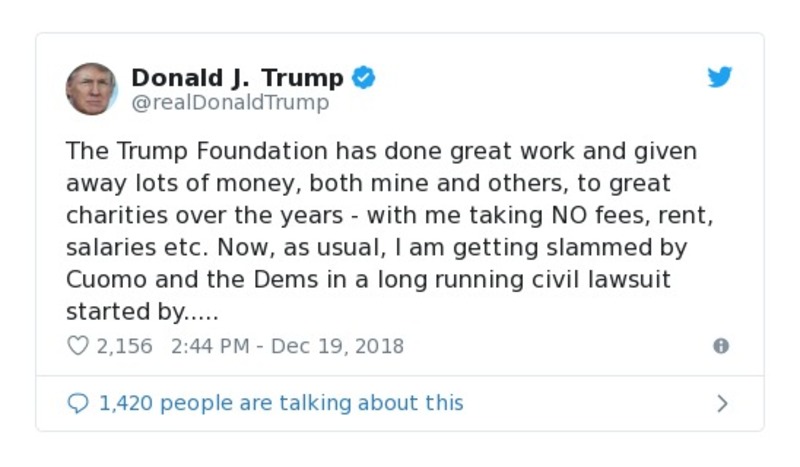 Donald J. Trump
@realDonaldTrump
The Trump Foundation has done great work and given
away lots of money, both mine and others, to great
charities over the years - with me taking NO fees, rent,
salaries etc. Now, as usual, I am getting slammed by
Cuomo and the Dems in a long running civil lawsuit
started by.....
2,156 2:44 PM - Dec 19, 2018
1,420 people are talking about this